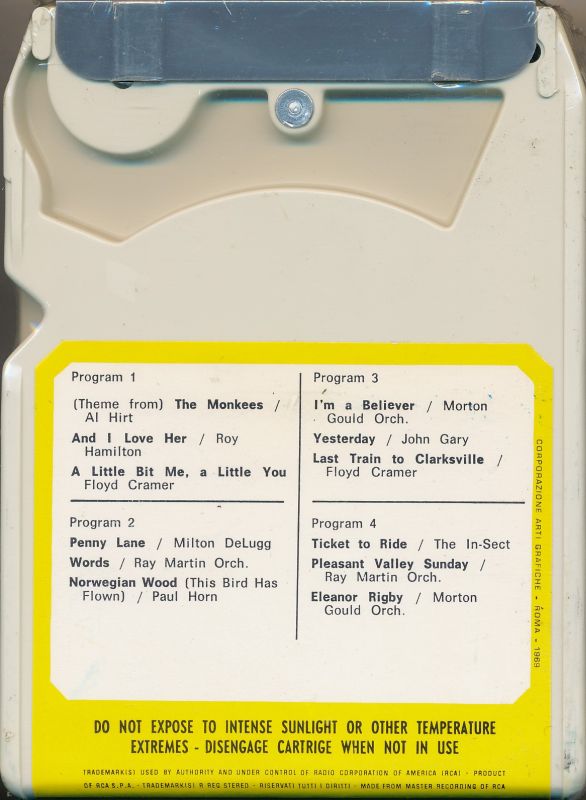 Program 1
(Theme from) The Monkees /
Al Hirt
And I Love Her / Roy
Hamilton
A Little Bit Me, a Little You
Floyd Cramer
Program 2
Penny Lane / Milton DeLugg
Words / Ray Martin Orch.
Norwegian Wood (This Bird Has
Flown) / Paul Horn
Program 3
I'm a Believer / Morton
Gould Orch.
Yesterday / John Gary
Last Train to Clarksville /
Floyd Cramer
Program 4
Ticket to Ride / The In-Sect
Pleasant Valley Sunday /
Ray Martin Orch.
Eleanor Rigby / Morton
Gould Orch.
CORPORAZIONE ARTI GRAFICHE - ROMA - 1969
DO NOT EXPOSE TO INTENSE SUNLIGHT OR OTHER TEMPERATURE
EXTREMES - DISENGAGE CARTRIGE WHEN NOT IN USE
TRADEMARK(S) USED BY AUTHORITY AND UNDER CONTROL OF RADIO CORPORATION OF AMERICA (RCA) - PRODUCT
OF RCA S.P.A. - TRADEMARK(S) R REG STERED - RISERVATI TUTTI I DIRITTI - MADE FROM MASTER RECORDING OF RCA